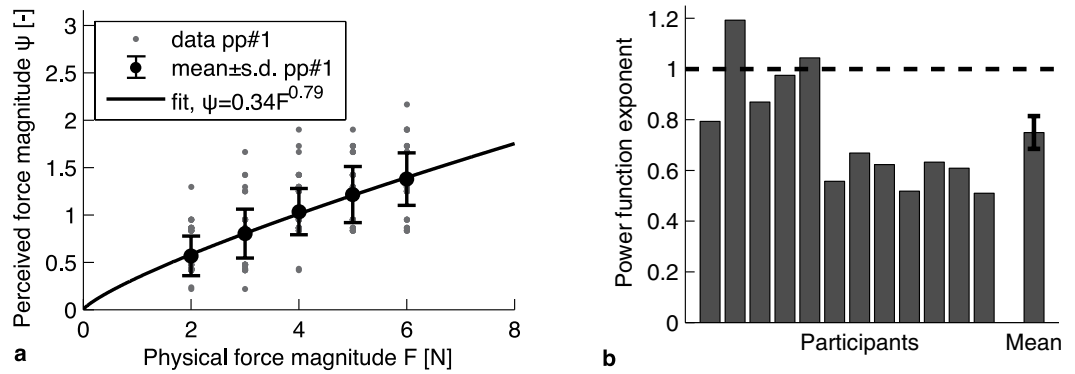 3
2.5
2
1.5
1
0.5
0
0
2
4
6
8
Perceived force magnitude ψ [-]
data pp#1
mean±s.d. pp#1
fit, ψ=0.34F^0.79
Physical force magnitude F [N]
a
1.2
1
0.8
0.6
0.4
0.2
0
Power function exponent
Participants
Mean
b